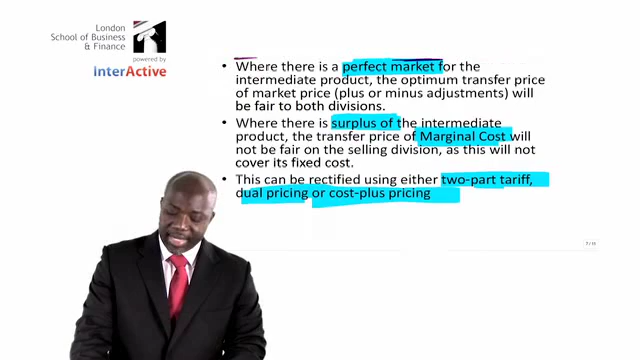 London
School of Business
& Finance
powered by
InterActive
• Where there is a perfect market for the
intermediate product, the optimum transfer price
of market price (plus or minus adjustments) will
be fair to both divisions.
• Where there is surplus of the intermediate
product, the transfer price of Marginal Cost will
not be fair on the selling division, as this will not
cover its fixed cost.
• This can be rectified using either two-part tariff,
dual pricing or cost-plus pricing